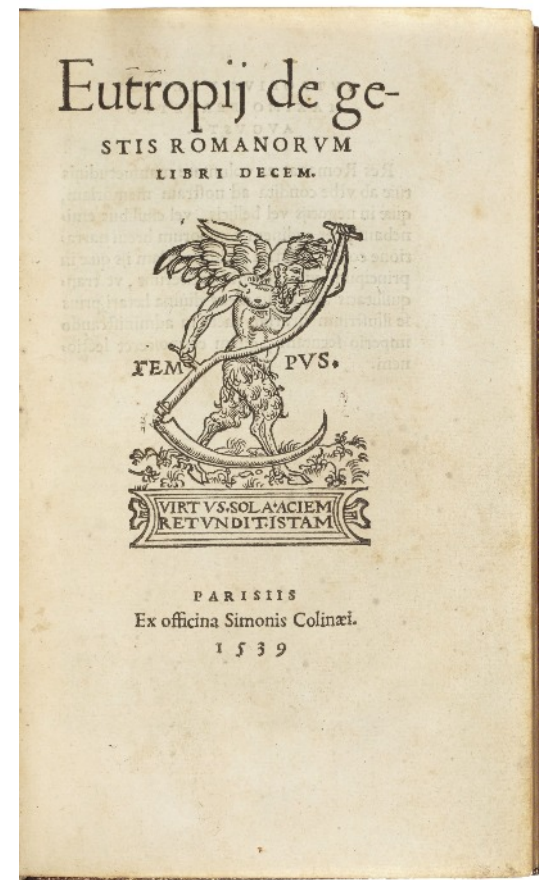 Eutropij de ge-
STIS ROMANORVM
LIBRI DECEM.
TEM PVS.
VIRTVS·SOLA·ACIEM
RETVNDIT·ISTAM
PARISIIS
Ex officina Simonis Colinæi.
1539